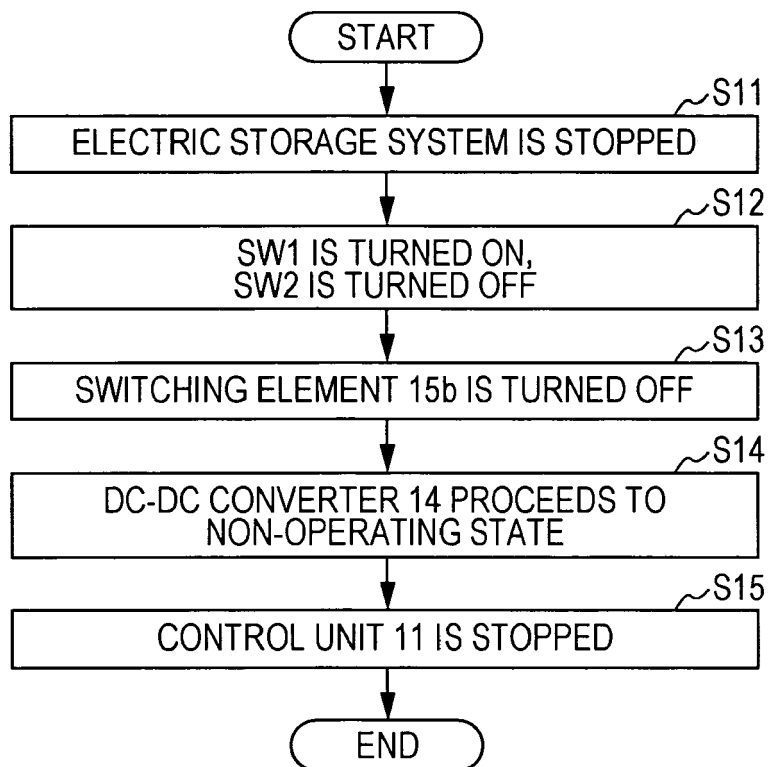 START
S11
ELECTRIC STORAGE SYSTEM IS STOPPED
S12
SW1 IS TURNED ON,
SW2 IS TURNED OFF
S13
SWITCHING ELEMENT 15b IS TURNED OFF
S14
DC-DC CONVERTER 14 PROCEEDS TO
NON-OPERATING STATE
S15
CONTROL UNIT 11 IS STOPPED
END